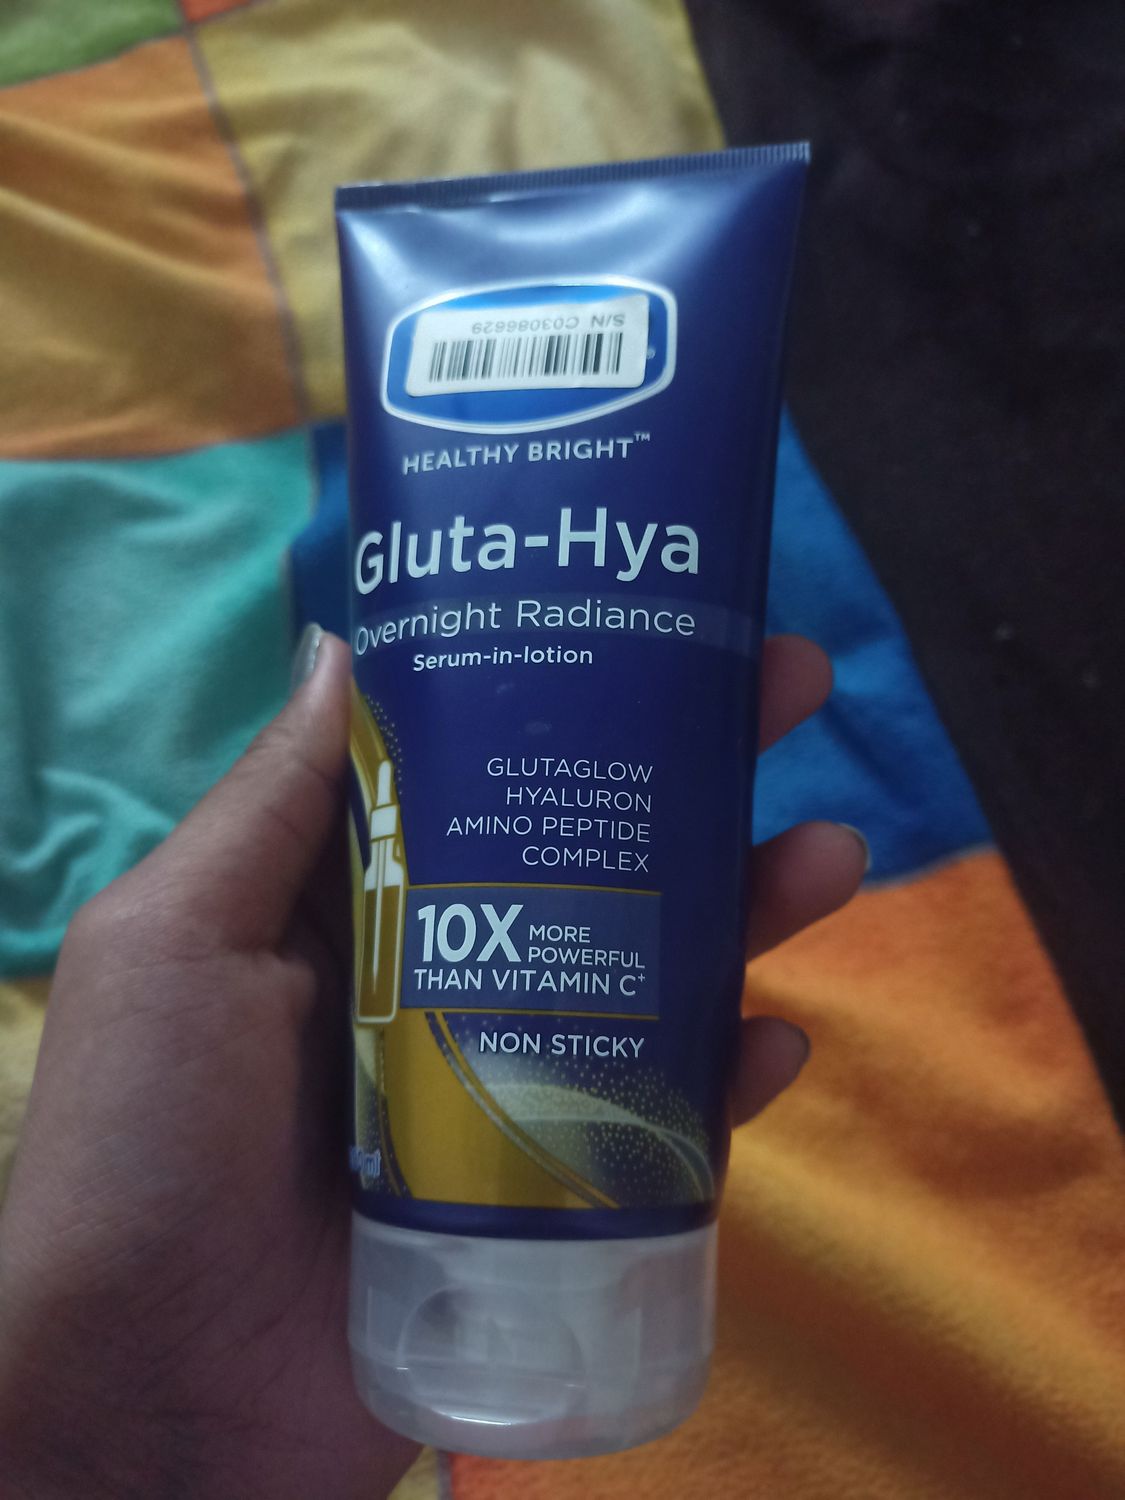 S/N C03086629
HEALTHY BRIGHT™
Gluta-Hya
Overnight Radiance
Serum-in-lotion
GLUTAGLOW
HYALURON
AMINO PEPTIDE
COMPLEX
10X MORE
POWERFUL
THAN VITAMIN C⁺
NON STICKY
ml